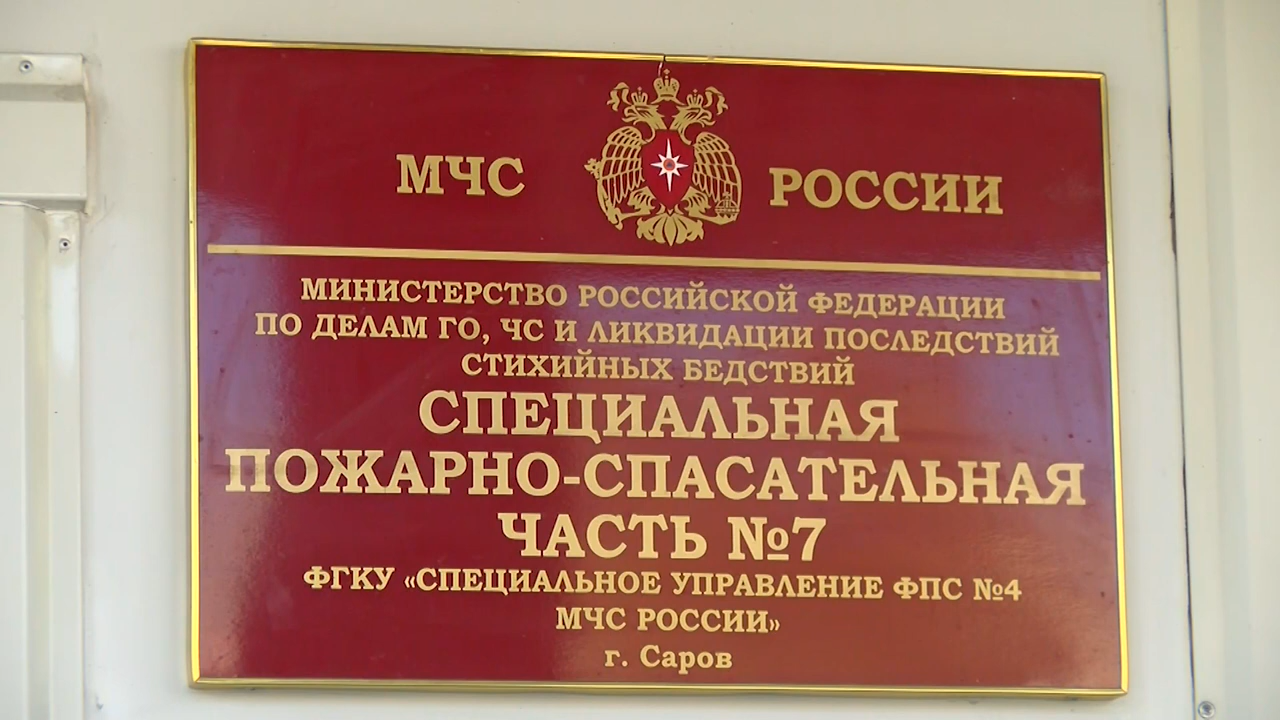 МЧС РОССИИ
МИНИСТЕРСТВО РОССИЙСКОЙ ФЕДЕРАЦИИ
ПО ДЕЛАМ ГО, ЧС И ЛИКВИДАЦИИ ПОСЛЕДСТВИЙ
СТИХИЙНЫХ БЕДСТВИЙ
СПЕЦИАЛЬНАЯ
ПОЖАРНО-СПАСАТЕЛЬНАЯ
ЧАСТЬ №7
ФГКУ «СПЕЦИАЛЬНОЕ УПРАВЛЕНИЕ ФПС №4
МЧС РОССИИ»
г. Саров